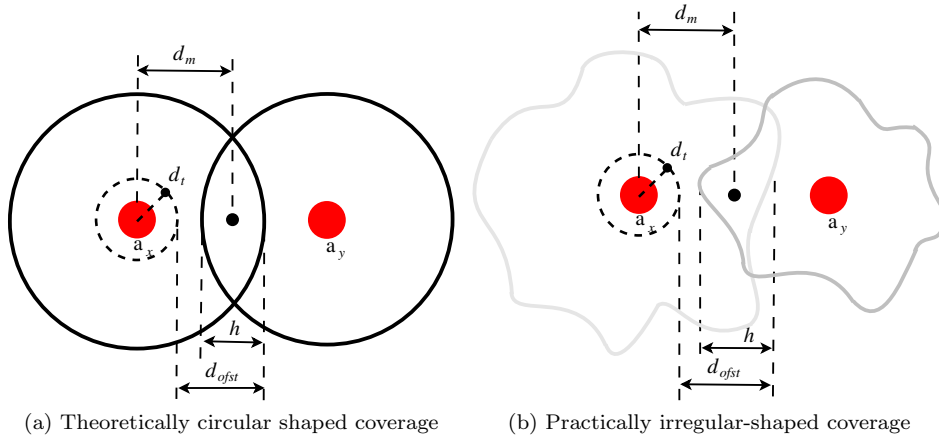 d_m
d_m
d_t
d_t
a_x
a_y
a_x
a_y
h
h
d_ofst
d_ofst
(a) Theoretically circular shaped coverage
(b) Practically irregular-shaped coverage